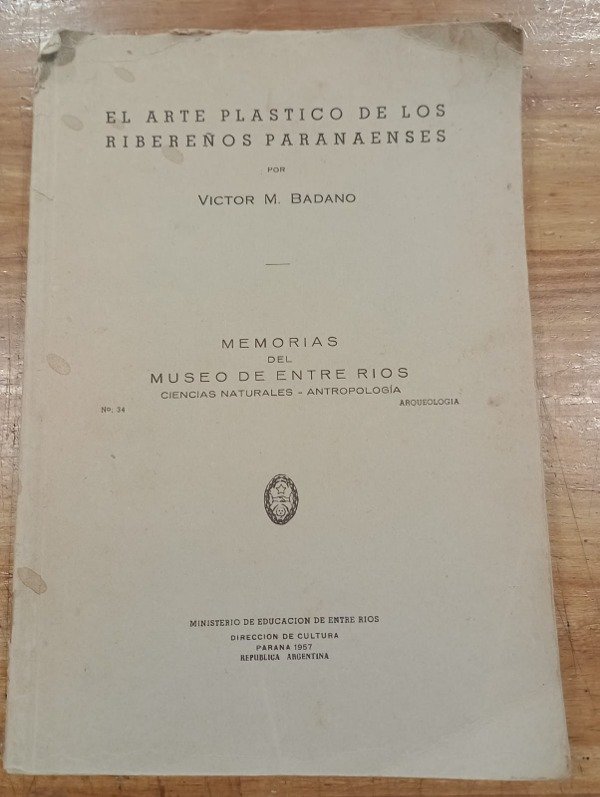 EL ARTE PLASTICO DE LOS
RIBEREÑOS PARANAENSES
POR
VICTOR M. BADANO
MEMORIAS
DEL
MUSEO DE ENTRE RIOS
CIENCIAS NATURALES - ANTROPOLOGÍA
Nº. 34 ARQUEOLOGIA
MINISTERIO DE EDUCACION DE ENTRE RIOS
DIRECCION DE CULTURA
PARANA 1957
REPUBLICA ARGENTINA